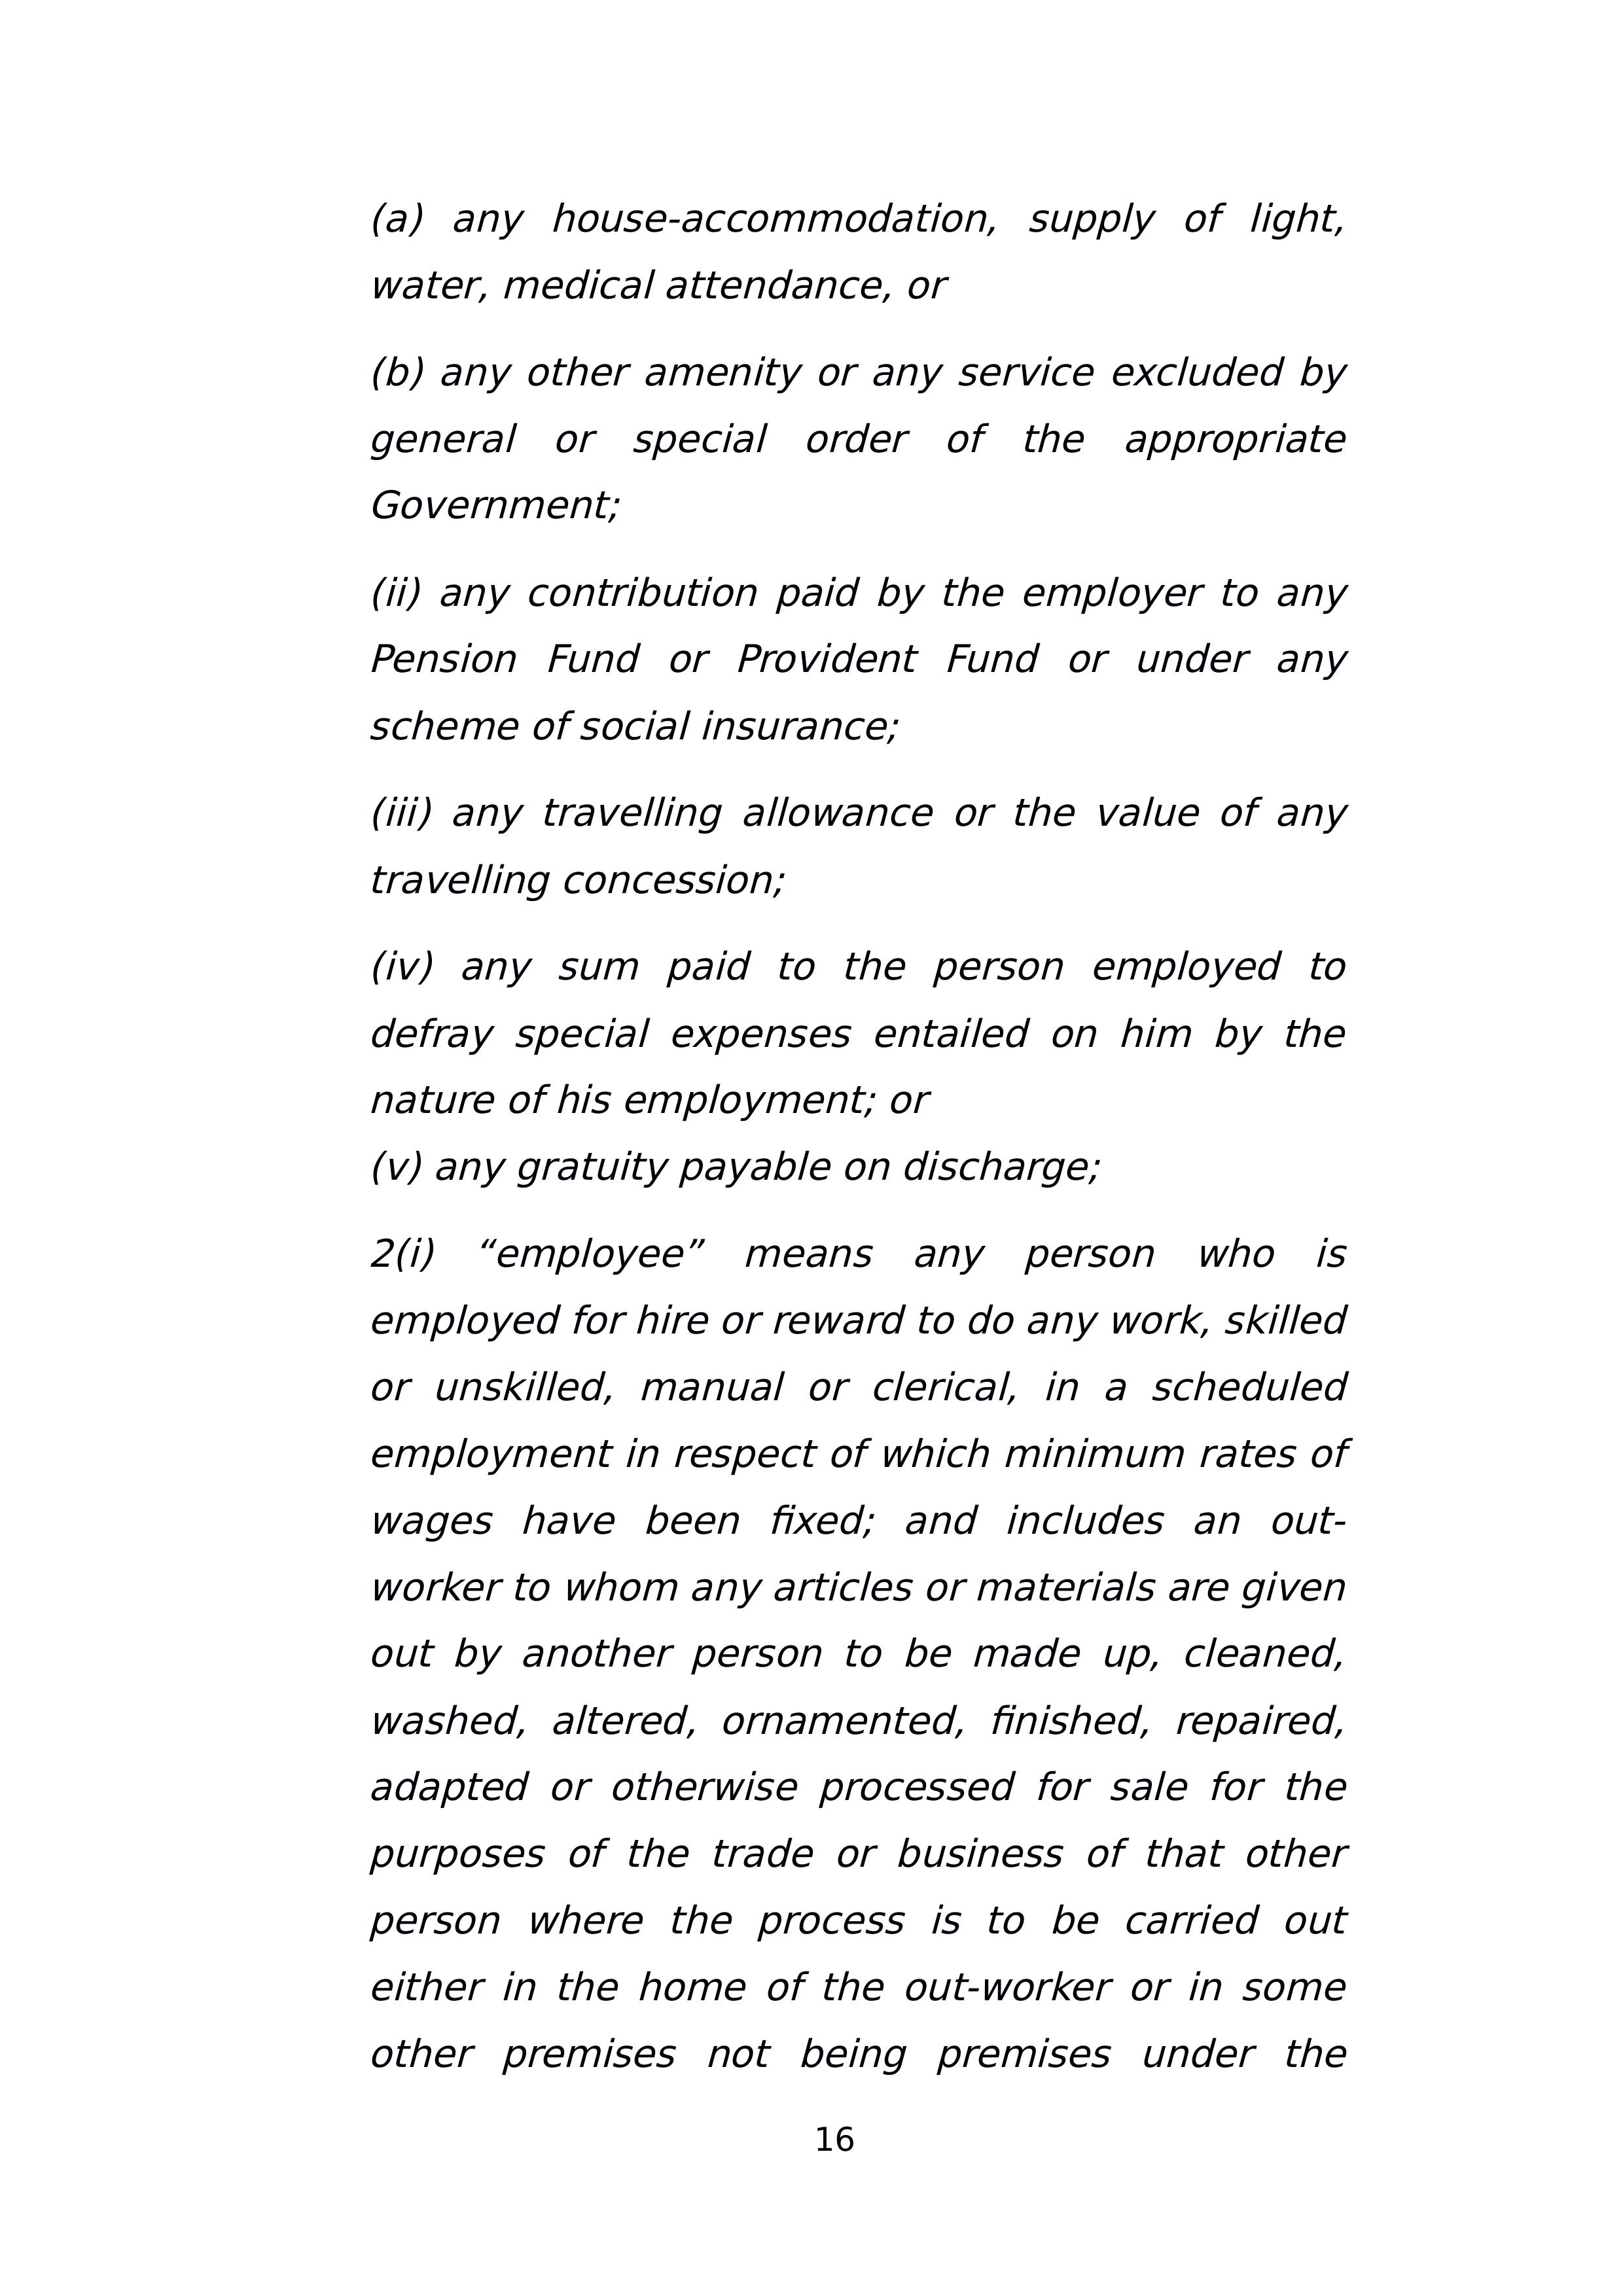 (a) any house-accommodation, supply of light,
water, medical attendance, or
(b) any other amenity or any service excluded by
general or special order of the appropriate
Government;
(ii) any contribution paid by the employer to any
Pension Fund or Provident Fund or under any
scheme of social insurance;
(iii) any travelling allowance or the value of any
travelling concession;
(iv) any sum paid to the person employed to
defray special expenses entailed on him by the
nature of his employment; or
(v) any gratuity payable on discharge;
2(i) “employee” means any person who is
employed for hire or reward to do any work, skilled
or unskilled, manual or clerical, in a scheduled
employment in respect of which minimum rates of
wages have been fixed; and includes an out-
worker to whom any articles or materials are given
out by another person to be made up, cleaned,
washed, altered, ornamented, finished, repaired,
adapted or otherwise processed for sale for the
purposes of the trade or business of that other
person where the process is to be carried out
either in the home of the out-worker or in some
other premises not being premises under the
16